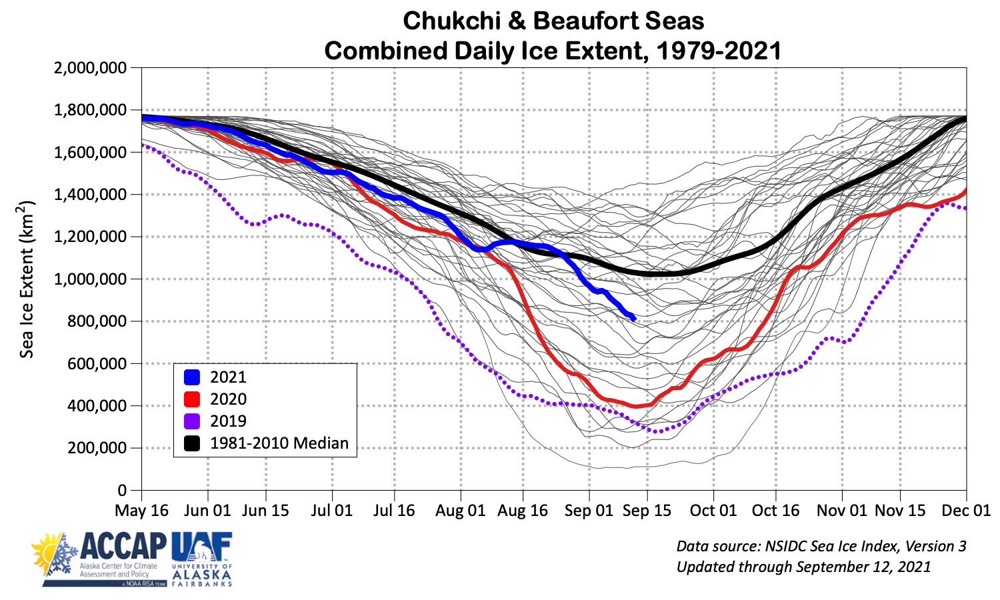 Chukchi & Beaufort Seas
Combined Daily Ice Extent, 1979-2021
Sea Ice Extent (km²)
2,000,000
1,800,000
1,600,000
1,400,000
1,200,000
1,000,000
800,000
600,000
400,000
200,000
0
2021
2020
2019
1981-2010 Median
May 16 Jun 01 Jun 15 Jul 01 Jul 16 Aug 01 Aug 16 Sep 01 Sep 15 Oct 01 Oct 16 Nov 01 Nov 15 Dec 01
ACCAP
Alaska Center for Climate
Assessment and Policy
A NOAA RISA TEAM
UAF
UNIVERSITY OF
ALASKA
FAIRBANKS
Data source: NSIDC Sea Ice Index, Version 3
Updated through September 12, 2021